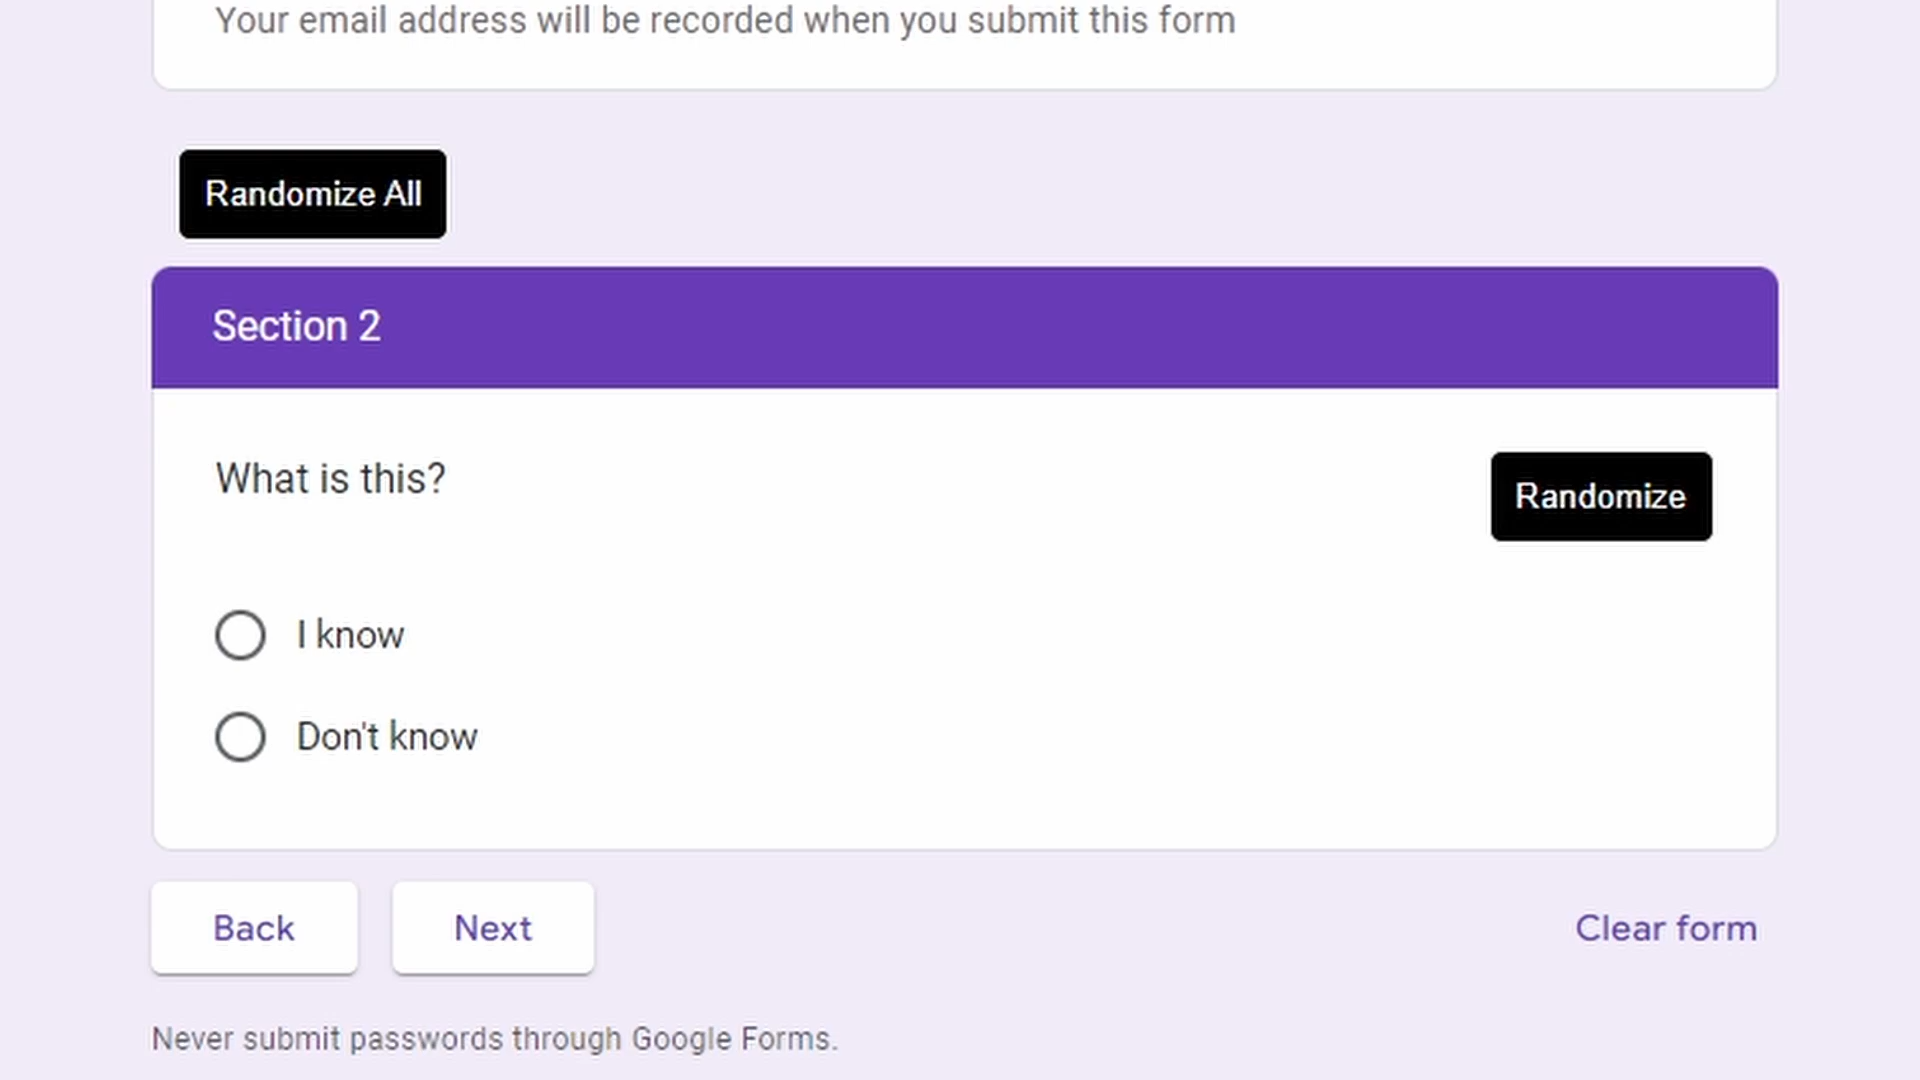 Your email address will be recorded when you submit this form
Randomize All
Section 2
What is this?
Randomize
I know
Don't know
Back
Next
Clear form
Never submit passwords through Google Forms.